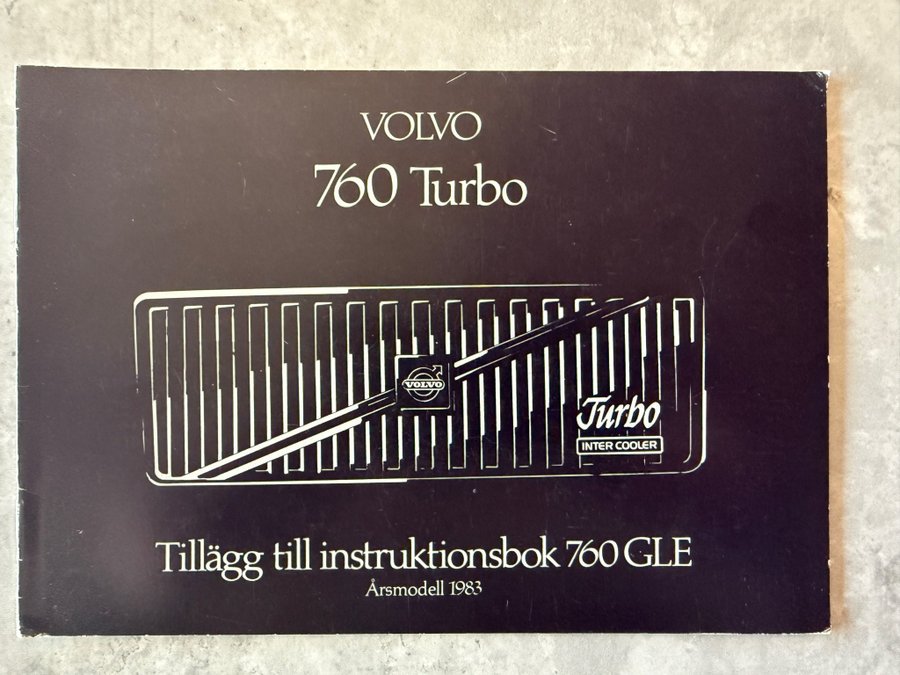 VOLVO
760 Turbo
VOLVO
Turbo
INTER COOLER
Tillägg till instruktionsbok 760 GLE
Årsmodell 1983